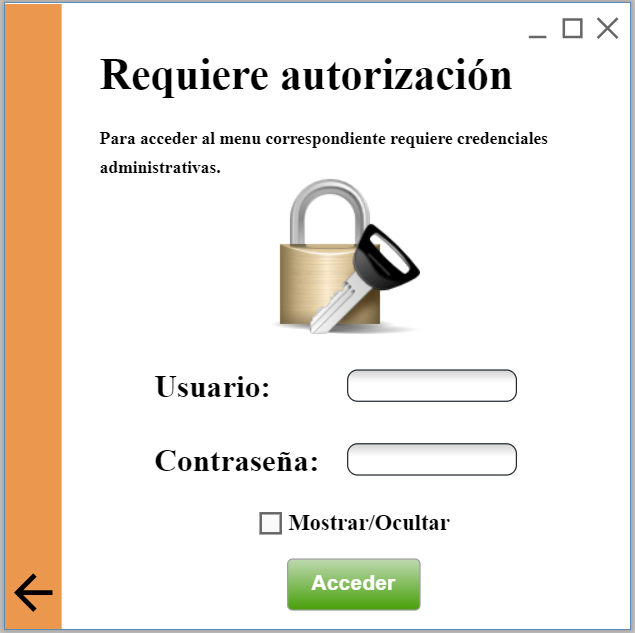 Requiere autorización
Para acceder al menu correspondiente requiere credenciales
administrativas.
Usuario:
Contraseña:
Mostrar/Ocultar
Acceder